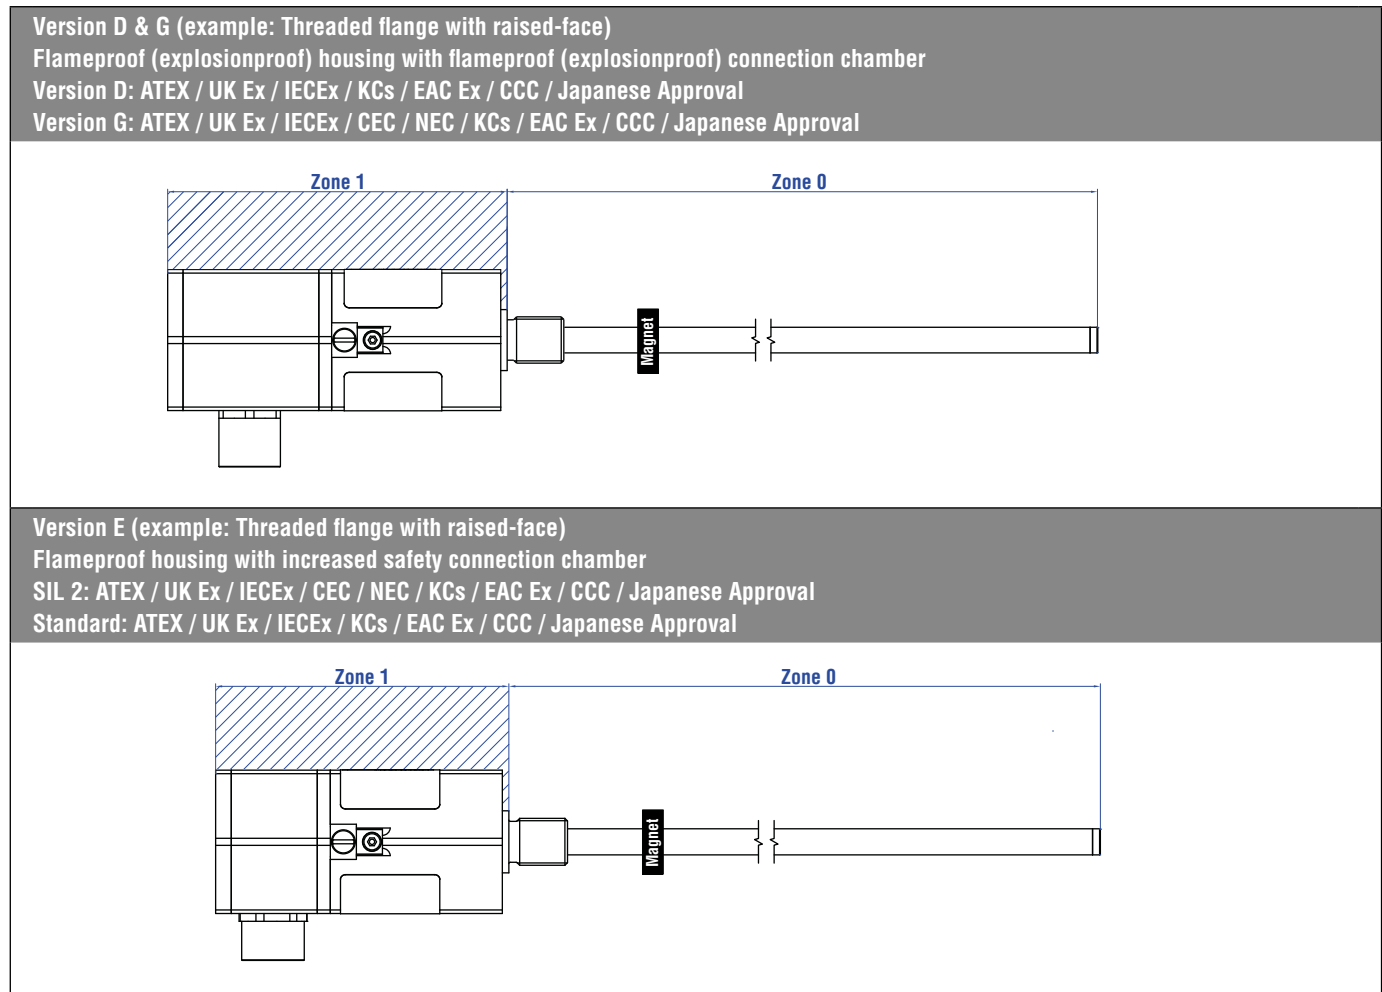 Version D & G (example: Threaded flange with raised-face)
Flameproof (explosionproof) housing with flameproof (explosionproof) connection chamber
Version D: ATEX / UK Ex / IECEx / KCs / EAC Ex / CCC / Japanese Approval
Version G: ATEX / UK Ex / IECEx / CEC / NEC / KCs / EAC Ex / CCC / Japanese Approval
Zone 1
Zone 0
Magnet
Version E (example: Threaded flange with raised-face)
Flameproof housing with increased safety connection chamber
SIL 2: ATEX / UK Ex / IECEx / CEC / NEC / KCs / EAC Ex / CCC / Japanese Approval
Standard: ATEX / UK Ex / IECEx / KCs / EAC Ex / CCC / Japanese Approval
Zone 1
Zone 0
Magnet